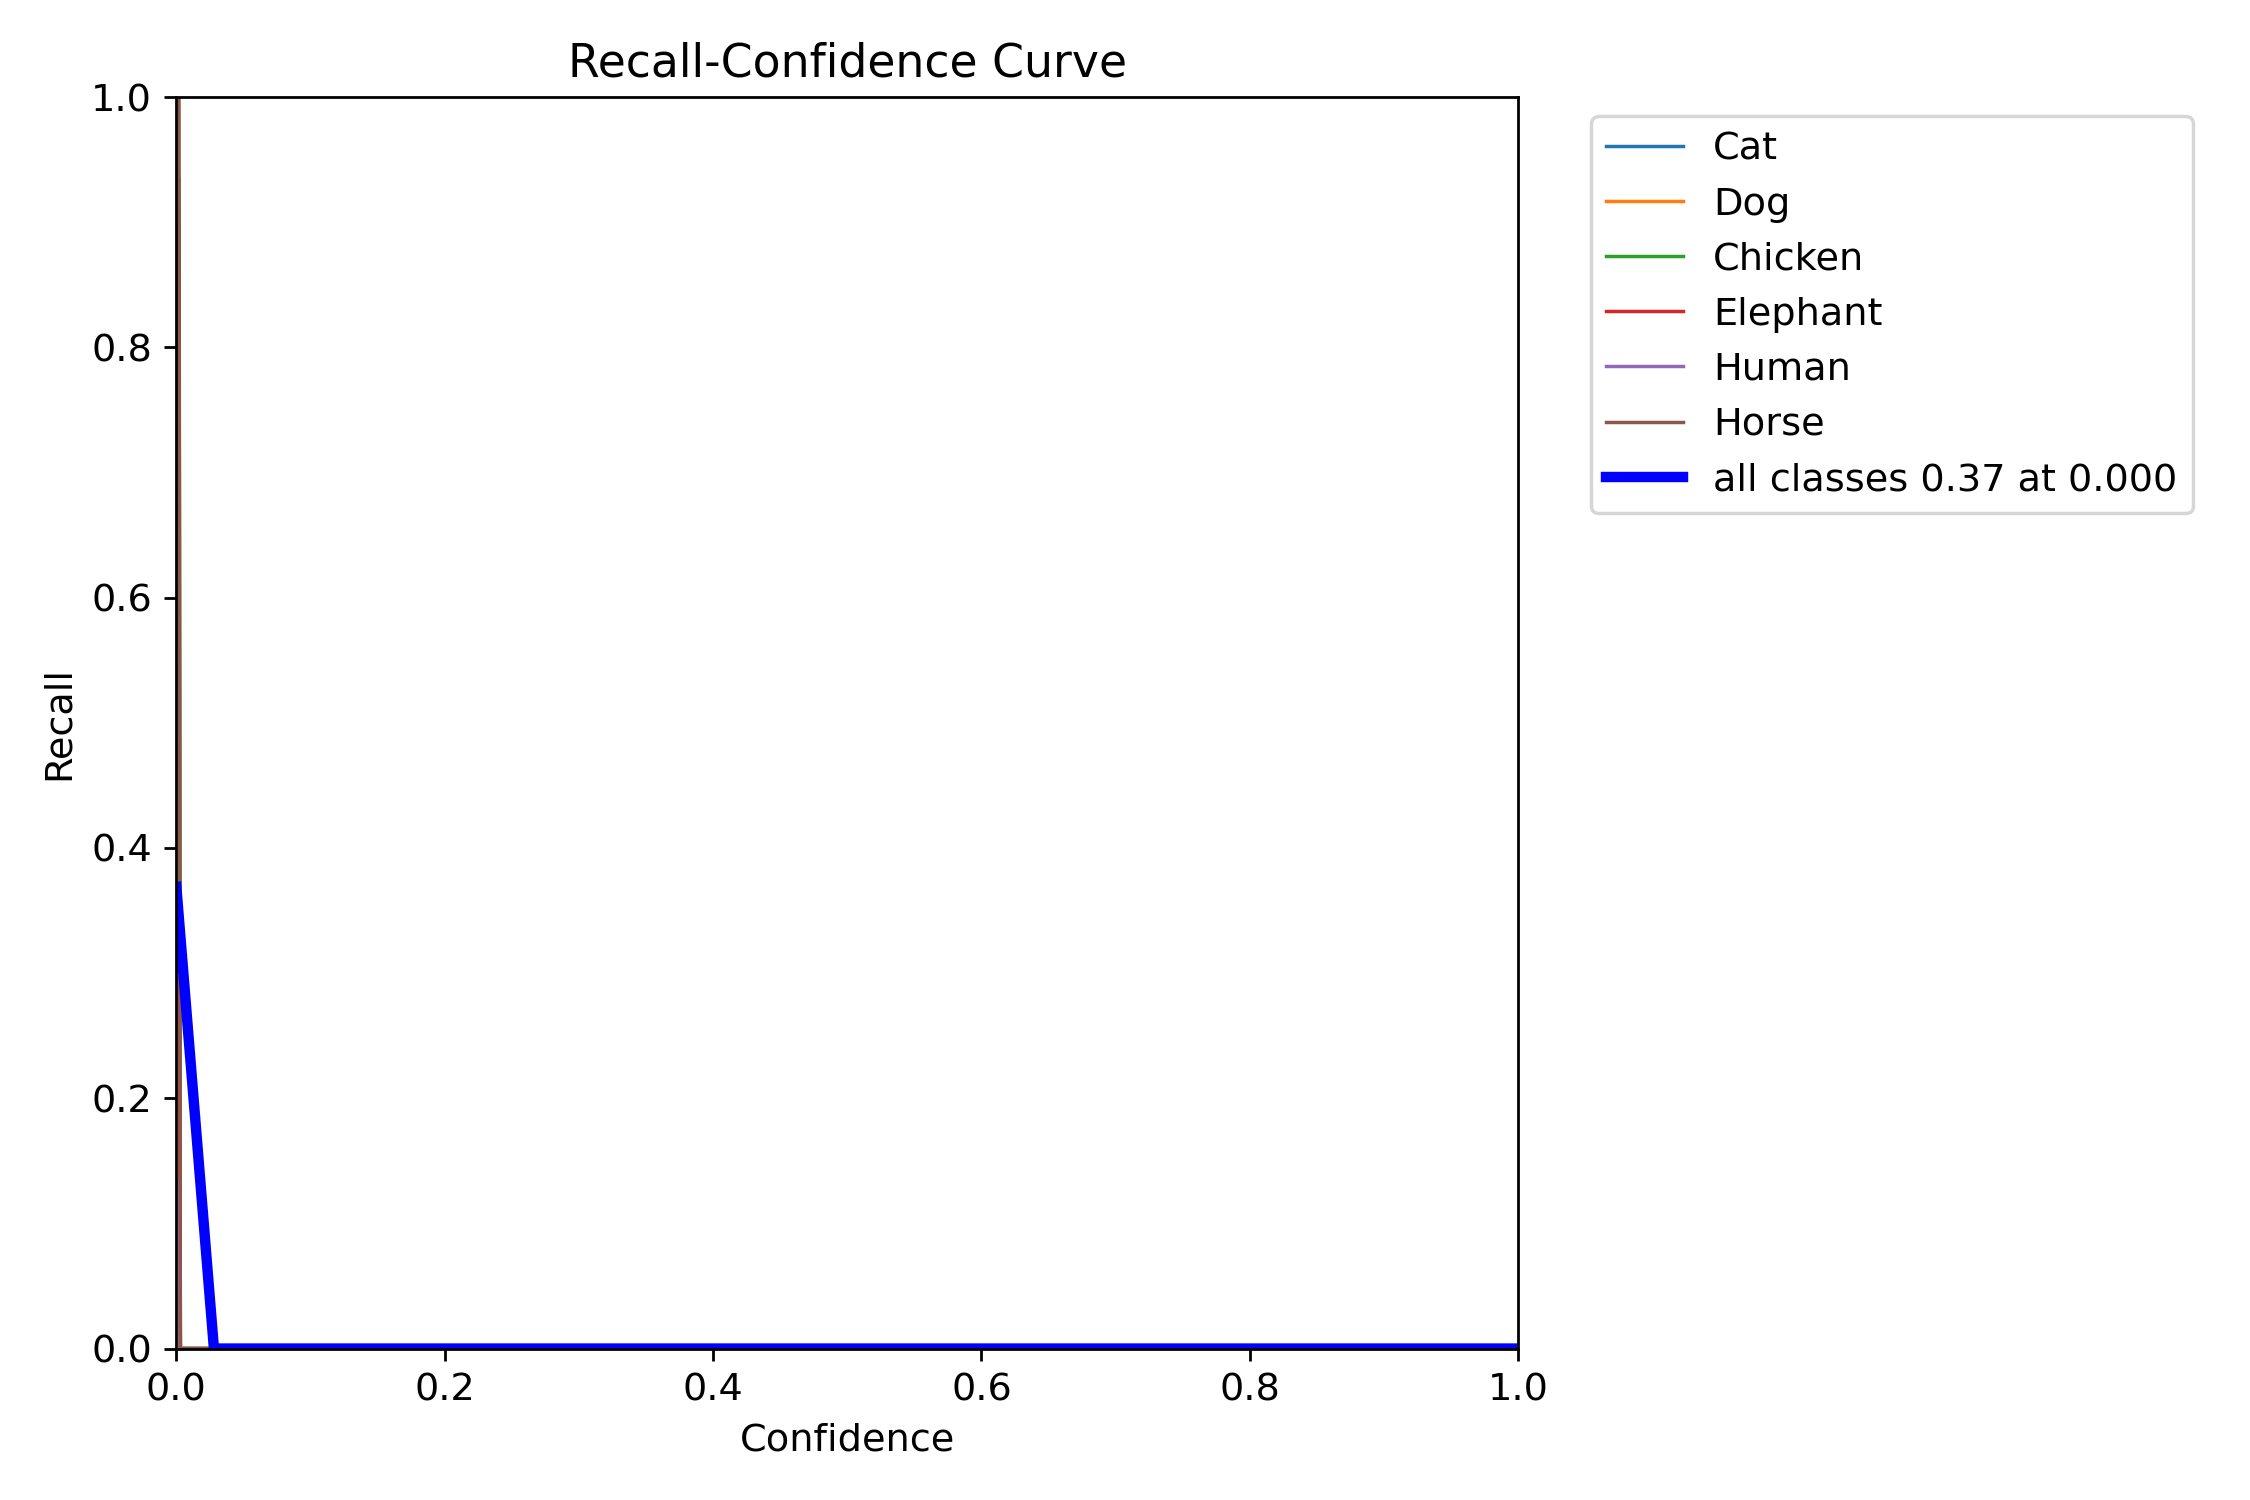 Recall-Confidence Curve
1.0
0.8
0.6
0.4
0.2
0.0
Recall
0.0 0.2 0.4 0.6 0.8 1.0
Confidence
Cat
Dog
Chicken
Elephant
Human
Horse
all classes 0.37 at 0.000